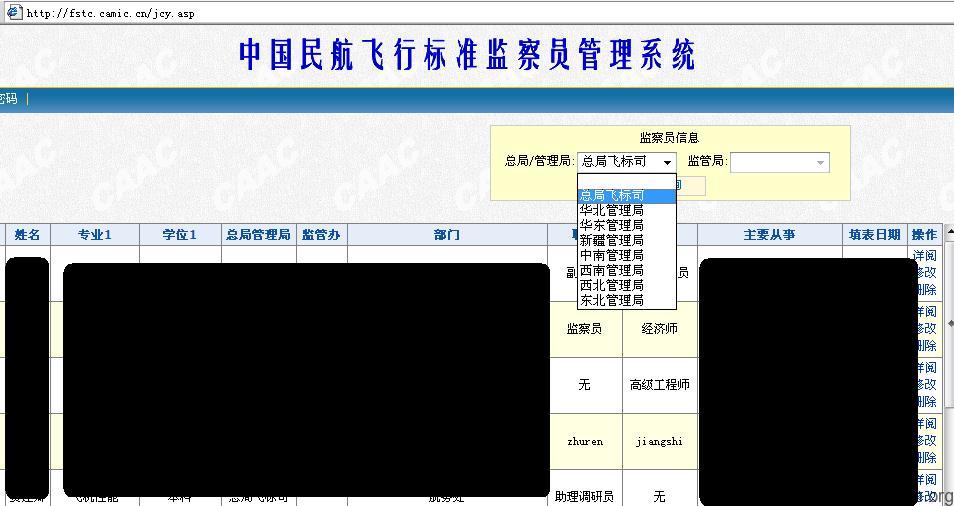 http://fstc.camic.cn/jcy.asp
中国民航飞行标准监察员管理系统
密码 |
监察员信息
总局/管理局: 总局飞标司 监管局:
总局飞标司
华北管理局
华东管理局
新疆管理局
中南管理局
西南管理局
西北管理局
东北管理局
姓名 专业1 学位1 总局管理局 监管办 部门 主要从事 填表日期 操作
副 员 详阅
修改
删除
监察员 经济师 详阅
修改
删除
无 高级工程师 详阅
修改
删除
zhuren jiangshi 详阅
修改
删除
飞机性能 本科 总局飞标司 航务处 助理调研员 无 详阅
修改
.org
CAAC